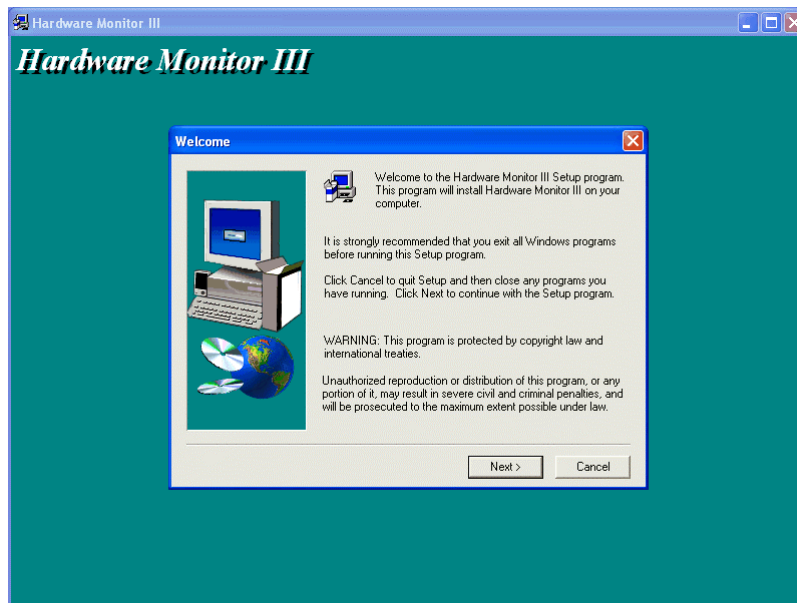 Hardware Monitor III
Hardware Monitor III
Welcome
Welcome to the Hardware Monitor III Setup program.
This program will install Hardware Monitor III on your
computer.
It is strongly recommended that you exit all Windows programs
before running this Setup program.
Click Cancel to quit Setup and then close any programs you
have running.  Click Next to continue with the Setup program.
WARNING: This program is protected by copyright law and
international treaties.
Unauthorized reproduction or distribution of this program, or any
portion of it, may result in severe civil and criminal penalties, and
will be prosecuted to the maximum extent possible under law.
Next > Cancel